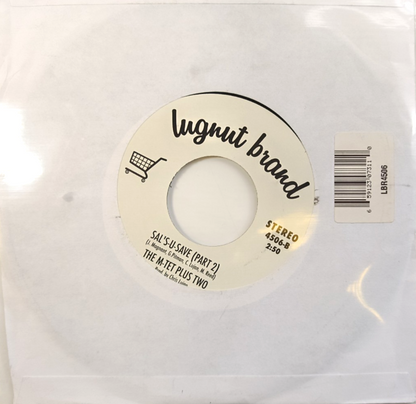 lugnut brand
STEREO
4506-B
2:50
SAL'S-U-SAVE (PART 2)
THE M-TET PLUS TWO
LBR4506